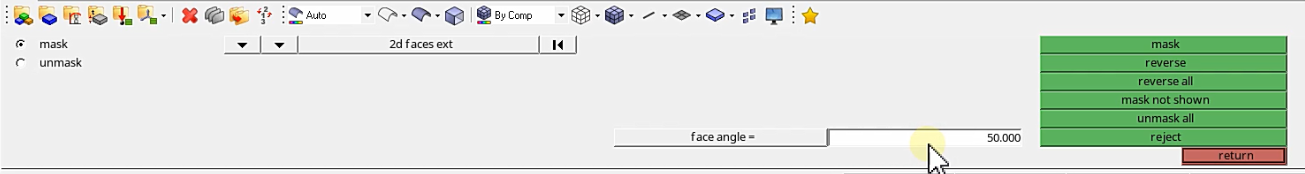 Auto By Comp
mask 2d faces ext mask
unmask reverse
reverse all
mask not shown
unmask all
face angle = 50.000 reject
return